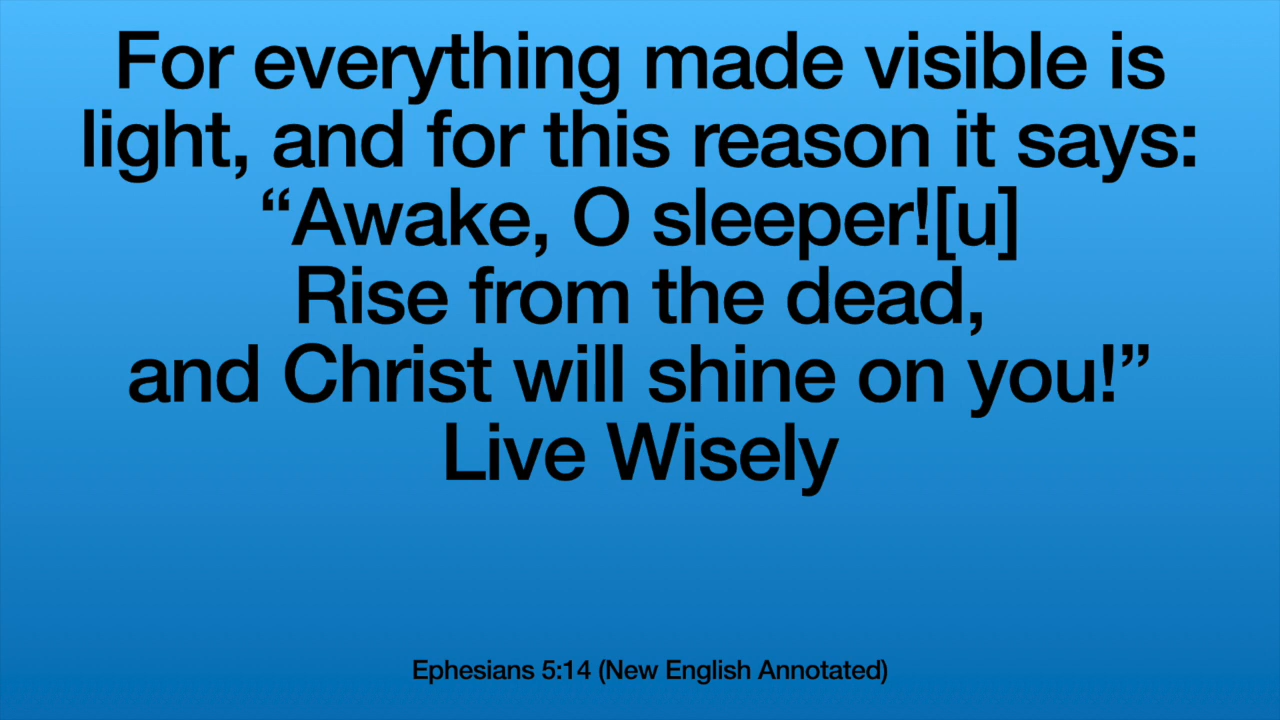 For everything made visible is
light, and for this reason it says:
“Awake, O sleeper![u]
Rise from the dead,
and Christ will shine on you!”
Live Wisely
Ephesians 5:14 (New English Annotated)